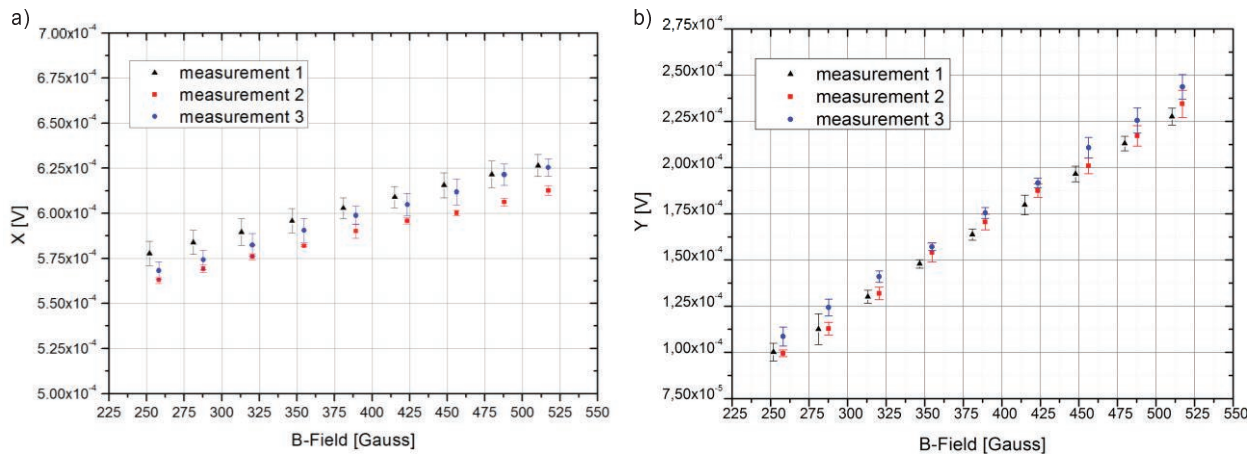 a)
7.00x10⁻⁴
6.75x10⁻⁴
6.50x10⁻⁴
6.25x10⁻⁴
6.00x10⁻⁴
5.75x10⁻⁴
5.50x10⁻⁴
5.25x10⁻⁴
5.00x10⁻⁴
X [V]
measurement 1
measurement 2
measurement 3
225 250 275 300 325 350 375 400 425 450 475 500 525 550
B-Field [Gauss]
b)
2,75x10⁻⁴
2,50x10⁻⁴
2,25x10⁻⁴
2,00x10⁻⁴
1,75x10⁻⁴
1,50x10⁻⁴
1,25x10⁻⁴
1,00x10⁻⁴
7,50x10⁻⁵
Y [V]
measurement 1
measurement 2
measurement 3
225 250 275 300 325 350 375 400 425 450 475 500 525 550
B-Field [Gauss]